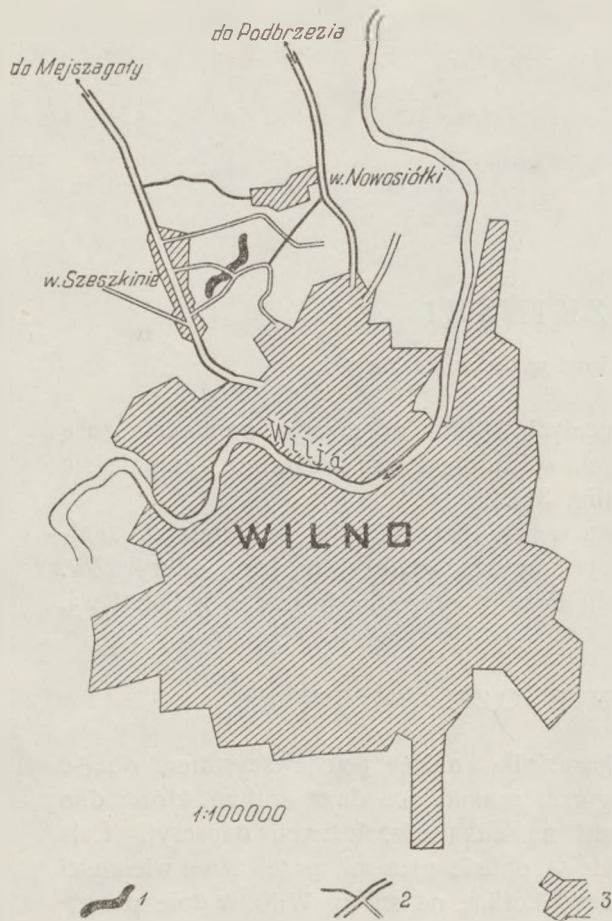 do Podbrzezia
do Mejszagoły
w. Nowosiółki
w. Szeszkinie
Wilja
WILNO
1:100000
1 2 3